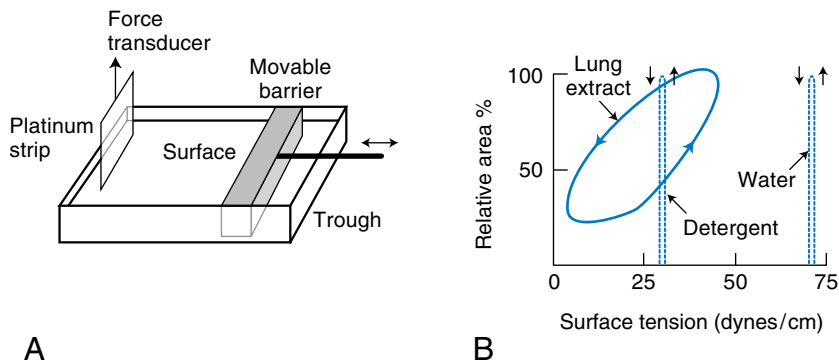 Force
transducer
Movable
barrier
Platinum
strip
Surface
Trough
A
Relative area %
100
50
Lung
extract
Water
Detergent
0
25
50
75
Surface tension (dynes/cm)
B